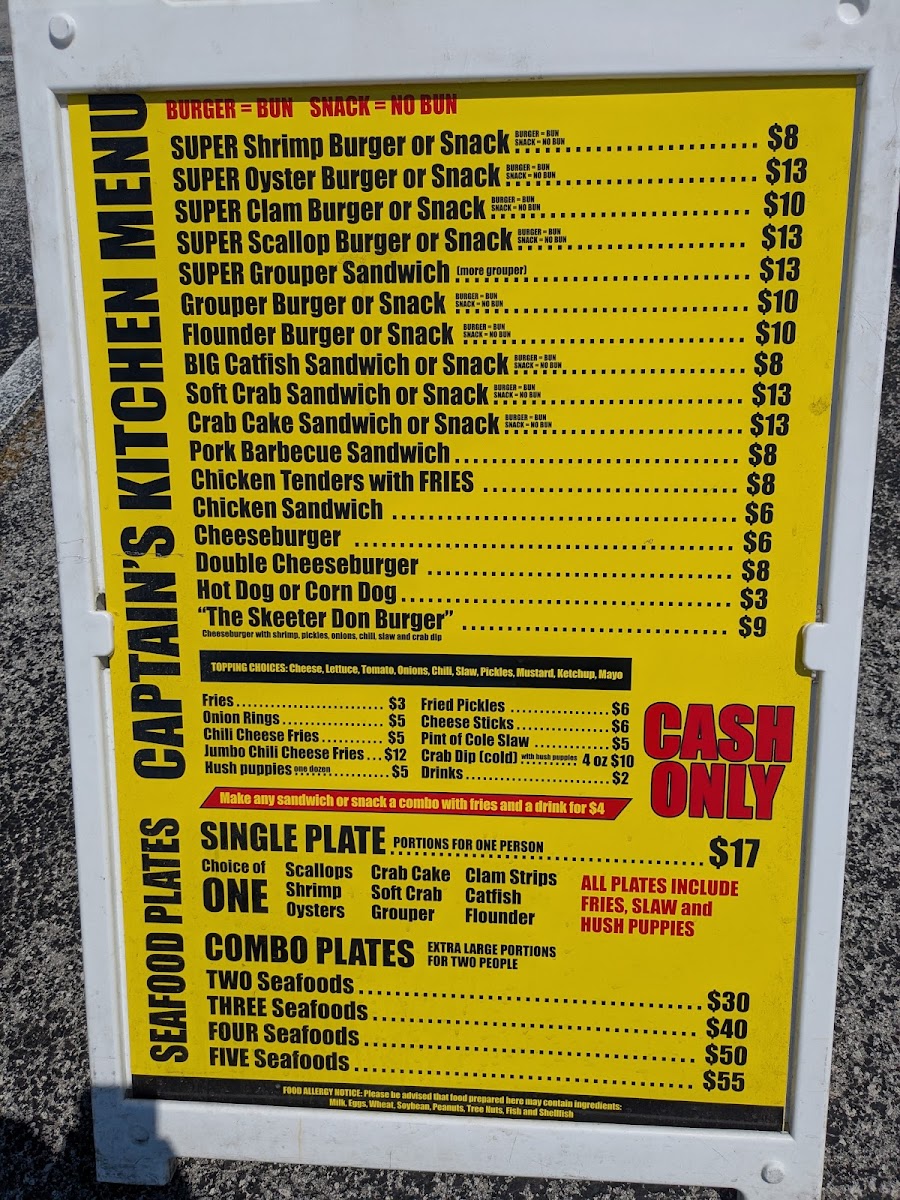 CAPTAIN'S KITCHEN MENU
BURGER = BUN SNACK = NO BUN
SUPER Shrimp Burger or Snack BURGER = BUN SNACK = NO BUN $8
SUPER Oyster Burger or Snack BURGER = BUN SNACK = NO BUN $13
SUPER Clam Burger or Snack BURGER = BUN SNACK = NO BUN $10
SUPER Scallop Burger or Snack BURGER = BUN SNACK = NO BUN $13
SUPER Grouper Sandwich (more grouper) $13
Grouper Burger or Snack BURGER = BUN SNACK = NO BUN $10
Flounder Burger or Snack BURGER = BUN SNACK = NO BUN $10
BIG Catfish Sandwich or Snack BURGER = BUN SNACK = NO BUN $8
Soft Crab Sandwich or Snack BURGER = BUN SNACK = NO BUN $13
Crab Cake Sandwich or Snack BURGER = BUN SNACK = NO BUN $13
Pork Barbecue Sandwich $8
Chicken Tenders with FRIES $8
Chicken Sandwich $6
Cheeseburger $6
Double Cheeseburger $8
Hot Dog or Corn Dog $3
“The Skeeter Don Burger” $9
Cheeseburger with shrimp, pickles, onions, chili, slaw and crab dip
TOPPING CHOICES: Cheese, Lettuce, Tomato, Onions, Chili, Slaw, Pickles, Mustard, Ketchup, Mayo
Fries $3
Onion Rings $5
Chili Cheese Fries $5
Jumbo Chili Cheese Fries $12
Hush puppies one dozen $5
Fried Pickles $6
Cheese Sticks $6
Pint of Cole Slaw $5
Crab Dip (cold) with hush puppies 4 oz $10
Drinks $2
CASH
ONLY
Make any sandwich or snack a combo with fries and a drink for $4
SEAFOOD PLATES
SINGLE PLATE PORTIONS FOR ONE PERSON $17
Choice of
ONE
Scallops Crab Cake Clam Strips
Shrimp Soft Crab Catfish
Oysters Grouper Flounder
ALL PLATES INCLUDE
FRIES, SLAW and
HUSH PUPPIES
COMBO PLATES EXTRA LARGE PORTIONS
FOR TWO PEOPLE
TWO Seafoods $30
THREE Seafoods $40
FOUR Seafoods $50
FIVE Seafoods $55
FOOD ALLERGY NOTICE: Please be advised that food prepared here may contain ingredients:
Milk, Eggs, Wheat, Soybean, Peanuts, Tree Nuts, Fish and Shellfish